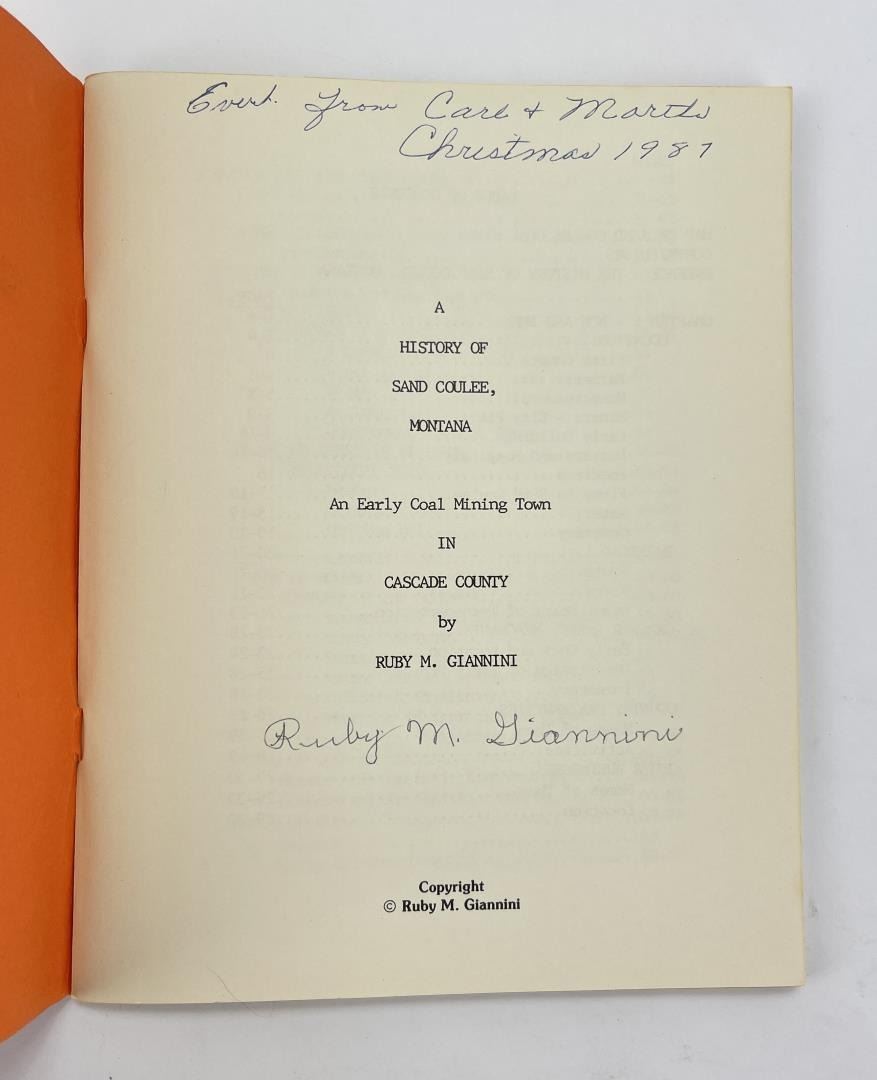 Evert. from Carl + Martha
Christmas 1987
A
HISTORY OF
SAND COULEE,
MONTANA
An Early Coal Mining Town
IN
CASCADE COUNTY
by
RUBY M. GIANNINI
Ruby M. Giannini
Copyright
© Ruby M. Giannini